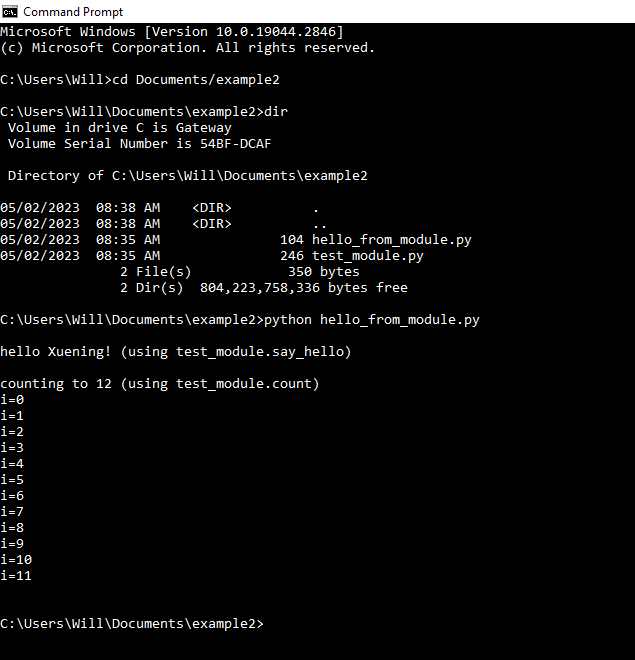 Command Prompt
Microsoft Windows [Version 10.0.19044.2846]
(c) Microsoft Corporation. All rights reserved.
C:\Users\Will>cd Documents/example2
C:\Users\Will\Documents\example2>dir
 Volume in drive C is Gateway
 Volume Serial Number is 54BF-DCAF
 Directory of C:\Users\Will\Documents\example2
05/02/2023  08:38 AM    <DIR>          .
05/02/2023  08:38 AM    <DIR>          ..
05/02/2023  08:35 AM               104 hello_from_module.py
05/02/2023  08:35 AM               246 test_module.py
               2 File(s)            350 bytes
               2 Dir(s)  804,223,758,336 bytes free
C:\Users\Will\Documents\example2>python hello_from_module.py
hello Xuening! (using test_module.say_hello)
counting to 12 (using test_module.count)
i=0
i=1
i=2
i=3
i=4
i=5
i=6
i=7
i=8
i=9
i=10
i=11
C:\Users\Will\Documents\example2>